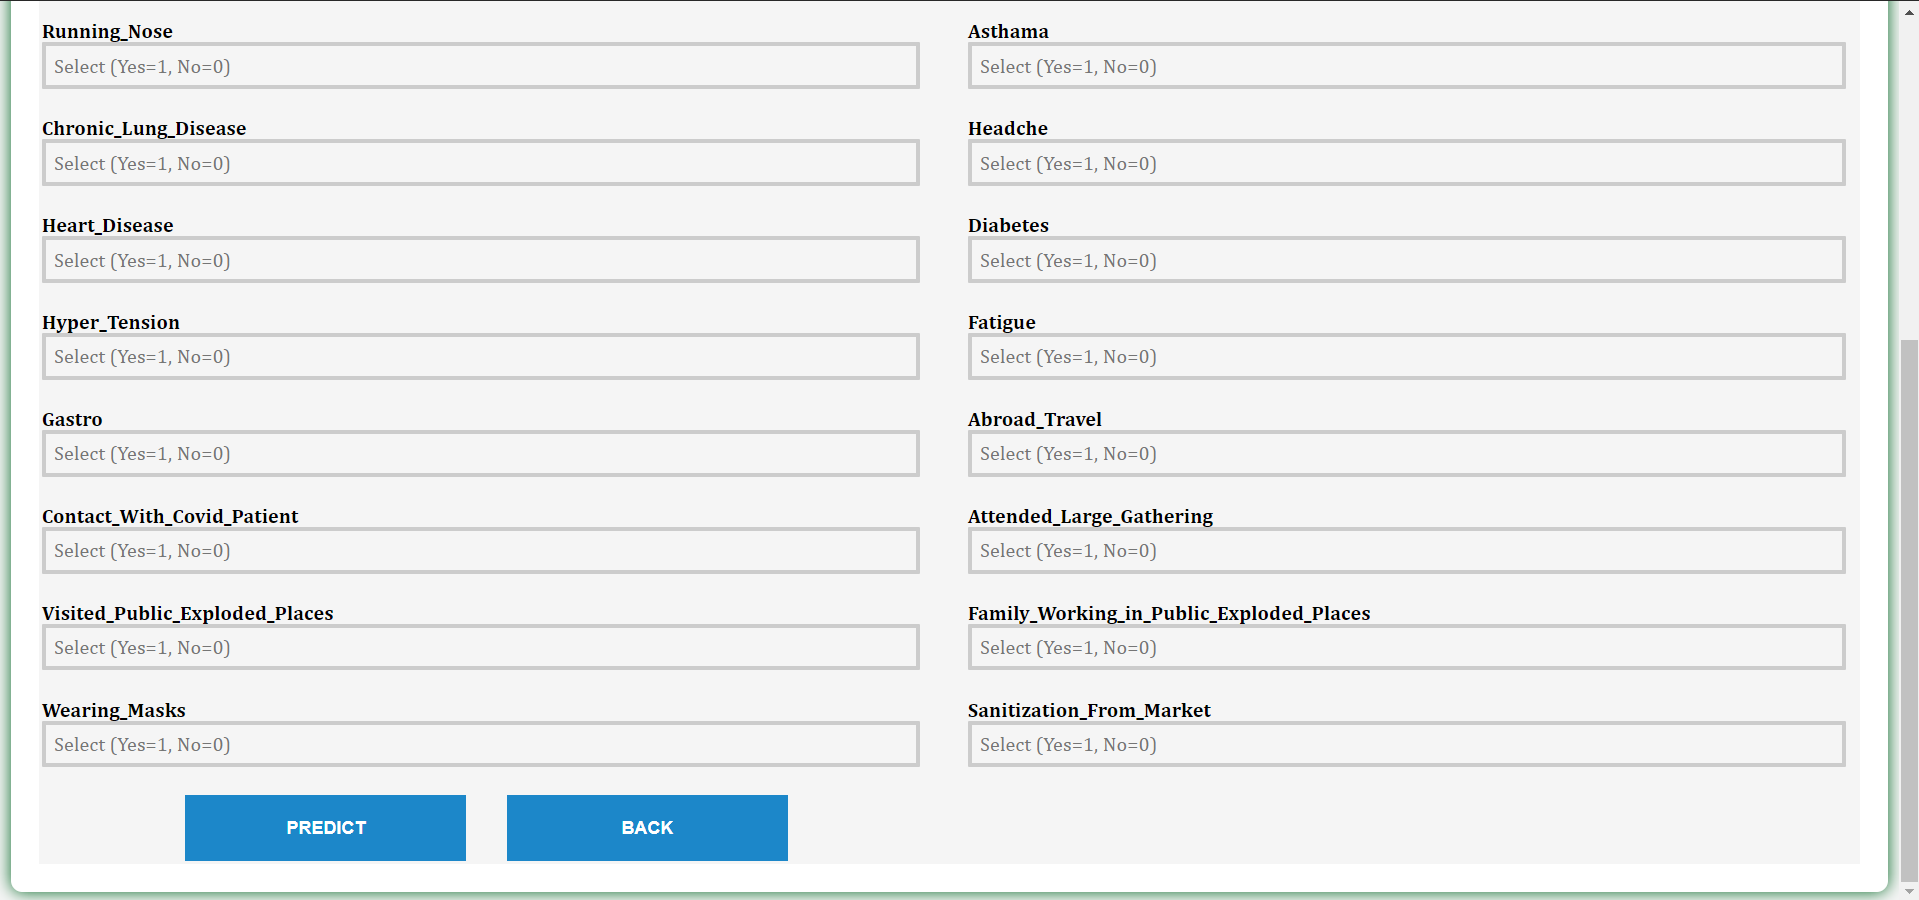 Running_Nose
Asthama
Select (Yes=1, No=0)
Select (Yes=1, No=0)
Chronic_Lung_Disease
Headche
Select (Yes=1, No=0)
Select (Yes=1, No=0)
Heart_Disease
Diabetes
Select (Yes=1, No=0)
Select (Yes=1, No=0)
Hyper_Tension
Fatigue
Select (Yes=1, No=0)
Select (Yes=1, No=0)
Gastro
Abroad_Travel
Select (Yes=1, No=0)
Select (Yes=1, No=0)
Contact_With_Covid_Patient
Attended_Large_Gathering
Select (Yes=1, No=0)
Select (Yes=1, No=0)
Visited_Public_Exploded_Places
Family_Working_in_Public_Exploded_Places
Select (Yes=1, No=0)
Select (Yes=1, No=0)
Wearing_Masks
Sanitization_From_Market
Select (Yes=1, No=0)
Select (Yes=1, No=0)
PREDICT
BACK